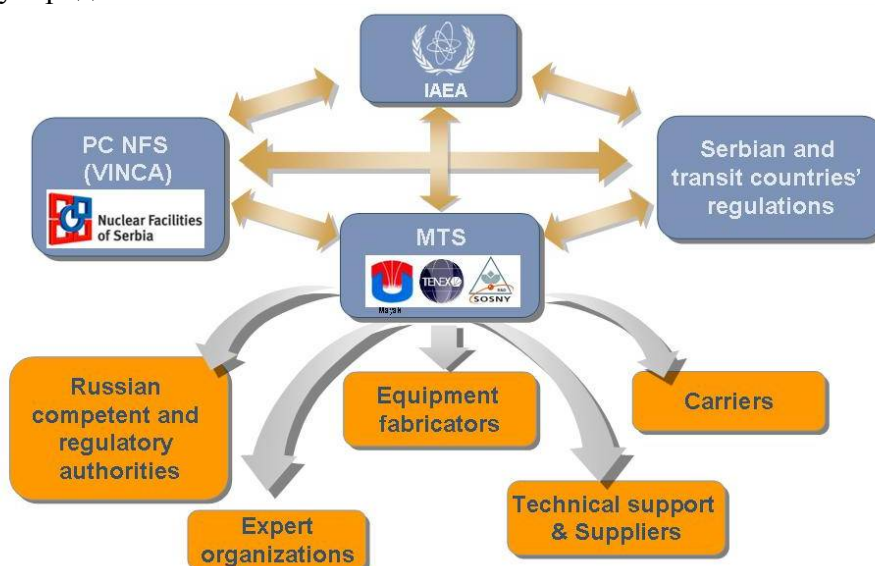 IAEA
PC NFS
(VINCA)
Nuclear Facilities
of Serbia
Serbian and
transit countries'
regulations
MTS
Маяк
TENEX
SOSNY
Russian
competent and
regulatory
authorities
Equipment
fabricators
Carriers
Expert
organizations
Technical support
& Suppliers